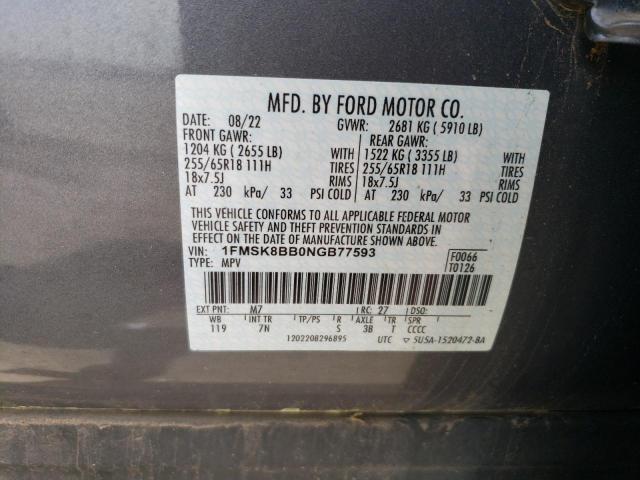 MFD. BY FORD MOTOR CO.
DATE: 08/22 GVWR: 2681 KG ( 5910 LB)
FRONT GAWR: REAR GAWR:
1204 KG ( 2655 LB) WITH 1522 KG ( 3355 LB) WITH
255/65R18 111H TIRES 255/65R18 111H TIRES
18x7.5J RIMS 18x7.5J RIMS
AT 230 kPa/ 33 PSI COLD AT 230 kPa/ 33 PSI COLD
THIS VEHICLE CONFORMS TO ALL APPLICABLE FEDERAL MOTOR
VEHICLE SAFETY AND THEFT PREVENTION STANDARDS IN
EFFECT ON THE DATE OF MANUFACTURE SHOWN ABOVE.
VIN: 1FMSK8BB0NGB77593 F0066
TYPE: MPV T0126
EXT PNT: M7 RC: 27 DSO:
WB INT TR TP/PS R AXLE TR SPR
119 7N S 3B T CCCC
1202208296895 UTC 5U5A-1520472-BA